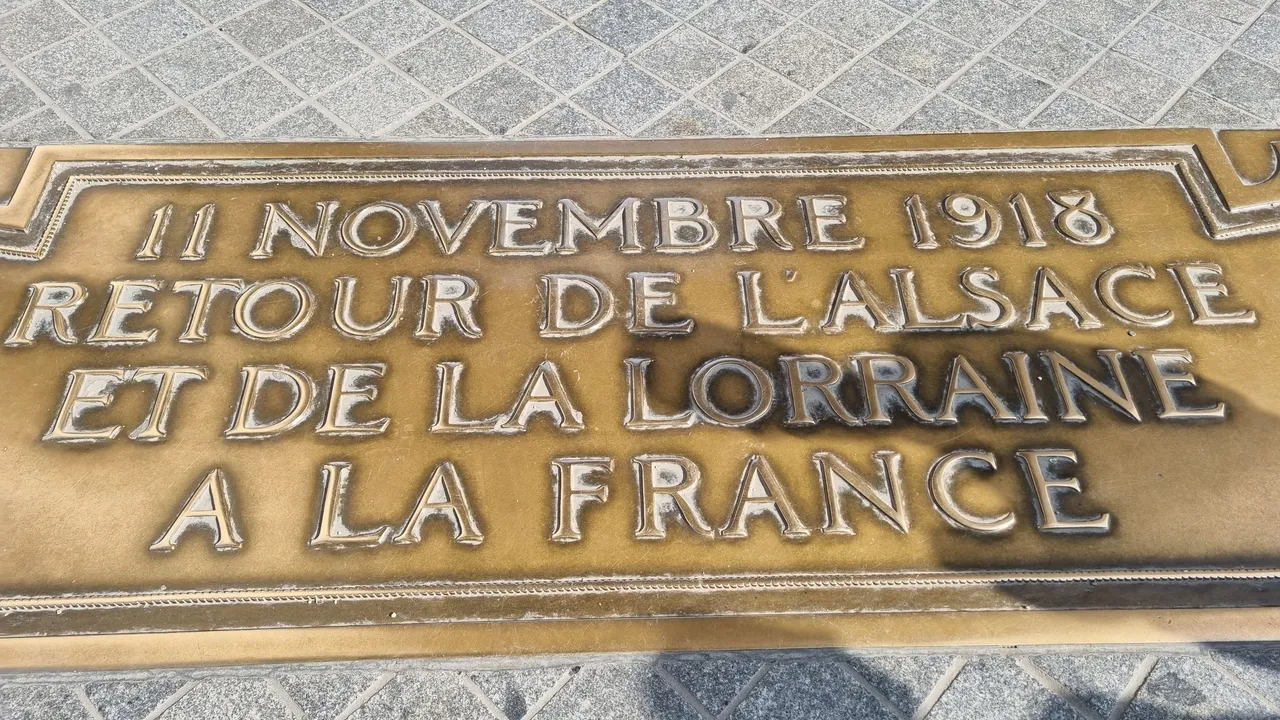 11 NOVEMBRE 1918
RETOUR DE L'ALSACE
ET DE LA LORRAINE
A LA FRANCE